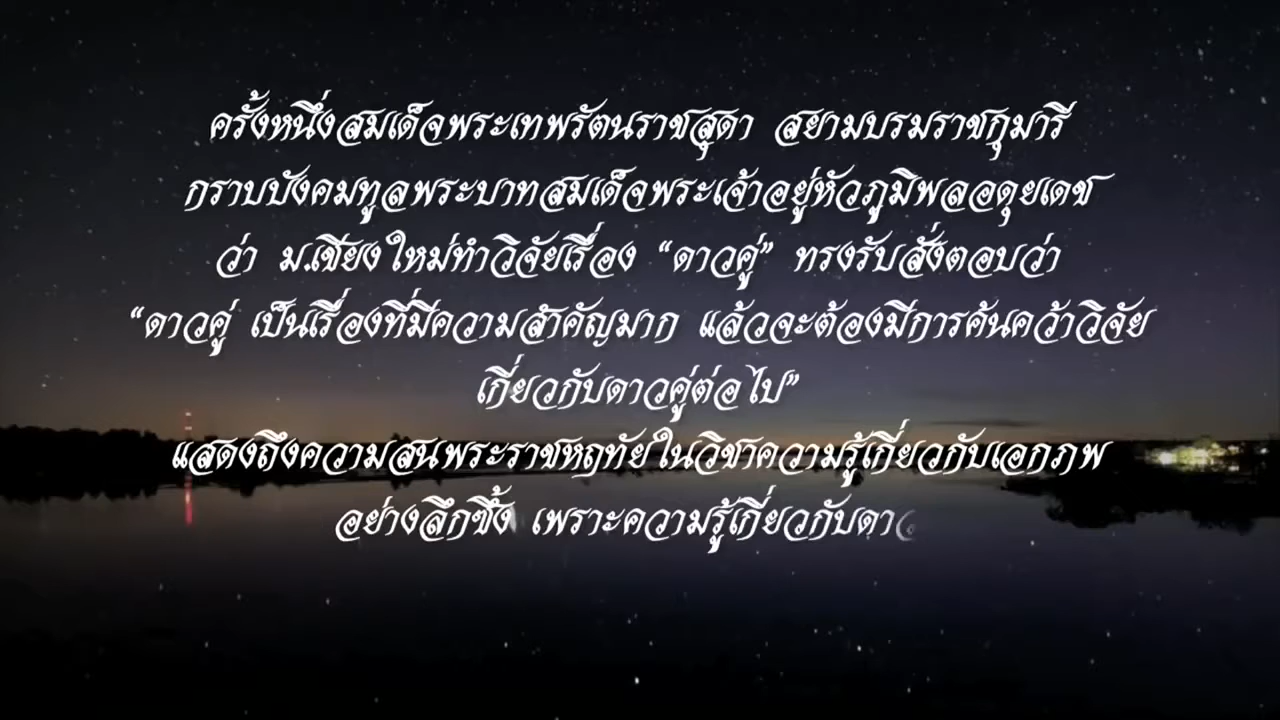 ครั้งหนึ่งสมเด็จพระเทพรัตนราชสุดา สยามบรมราชกุมารี
กราบบังคมทูลพระบาทสมเด็จพระเจ้าอยู่หัวภูมิพลอดุยเดช
ว่า ม.เชียงใหม่ทำวิจัยเรื่อง “ดาวคู่” ทรงรับสั่งตอบว่า
“ดาวคู่ เป็นเรื่องที่มีความสำคัญมาก แล้วจะต้องมีการค้นคว้าวิจัย
เกี่ยวกับดาวคู่ต่อไป”
แสดงถึงความสนพระราชหฤทัยในวิชาความรู้เกี่ยวกับเอกภพ
อย่างลึกซึ้ง เพราะความรู้เกี่ยวกับดาว